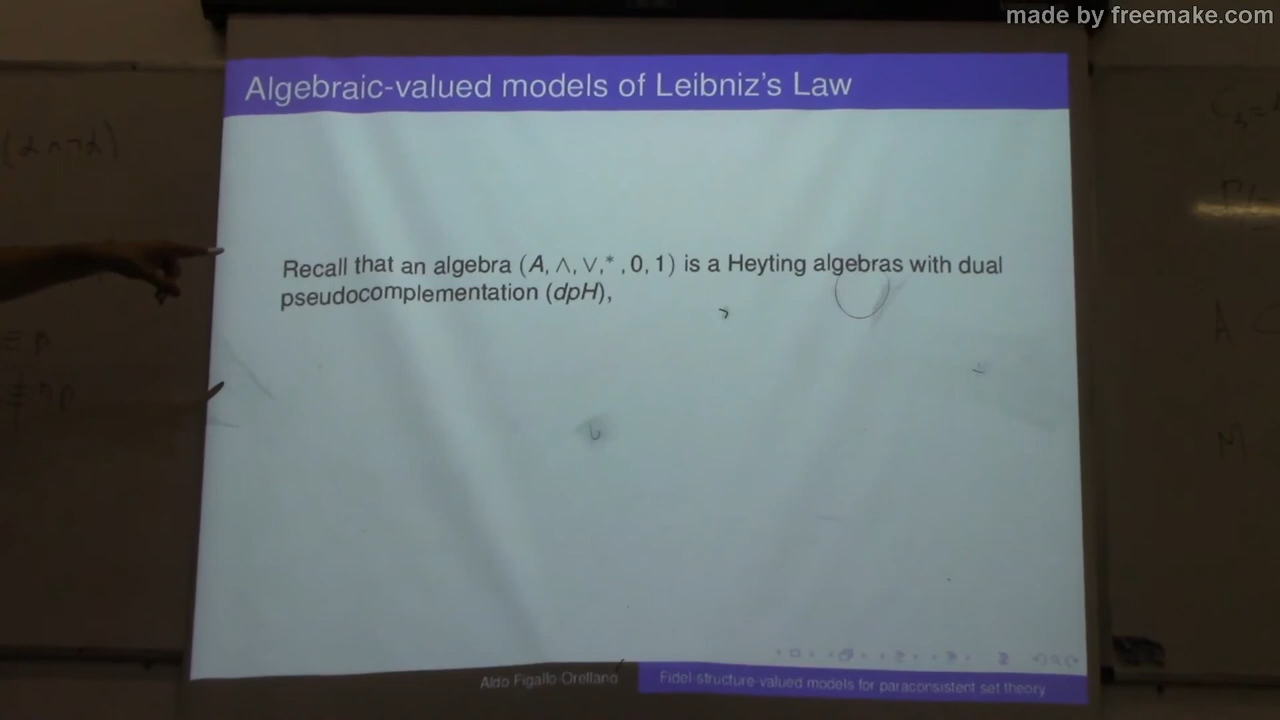 made by freemake.com
Algebraic-valued models of Leibniz's Law
Recall that an algebra (A, ∧, ∨,* , 0, 1) is a Heyting algebras with dual
pseudocomplementation (dpH),
Aldo Figallo-Orellano
Fidel-structure-valued models for paraconsistent set theory